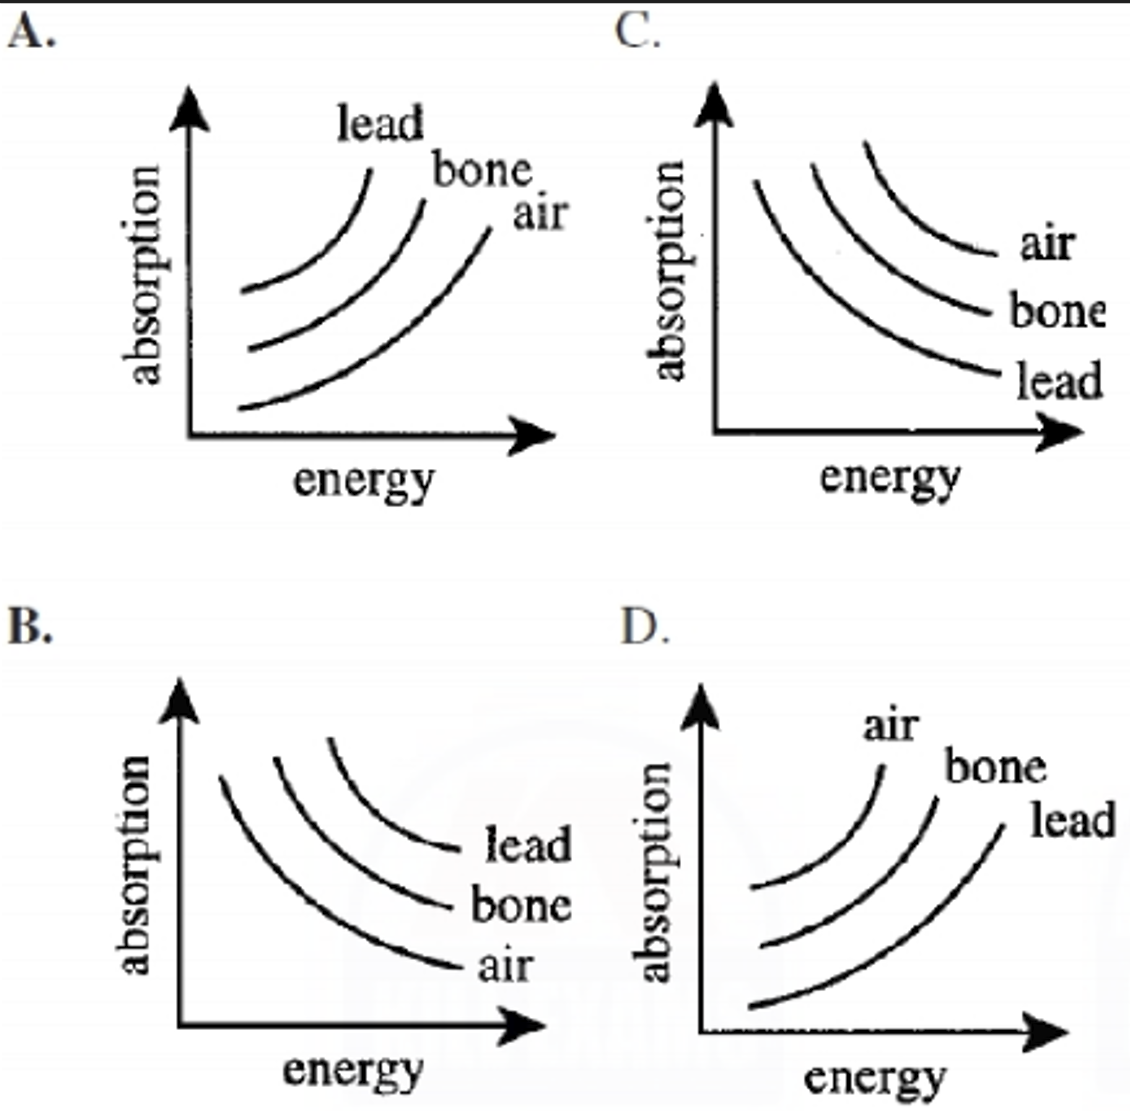 A.
absorption
lead
bone
air
energy
C.
absorption
air
bone
lead
energy
B.
absorption
lead
bone
air
energy
D.
absorption
air
bone
lead
energy